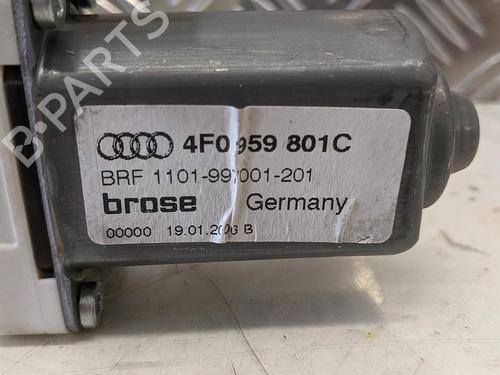 B-PARTS
4F0 959 801C
BRF 1101-997001-201
brose Germany
00000 19.01.2006 B